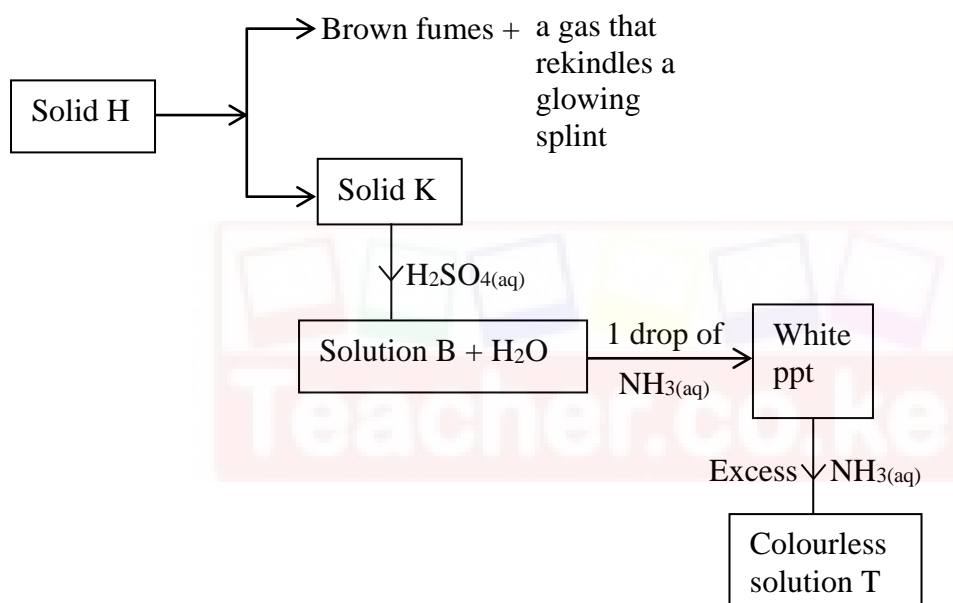 Brown fumes + a gas that
rekindles a
glowing
splint
Solid H
Solid K
H₂SO₄(aq)
Solution B + H₂O
1 drop of
NH₃(aq)
White
ppt
Excess NH₃(aq)
Colourless
solution T
Teacher.co.ke